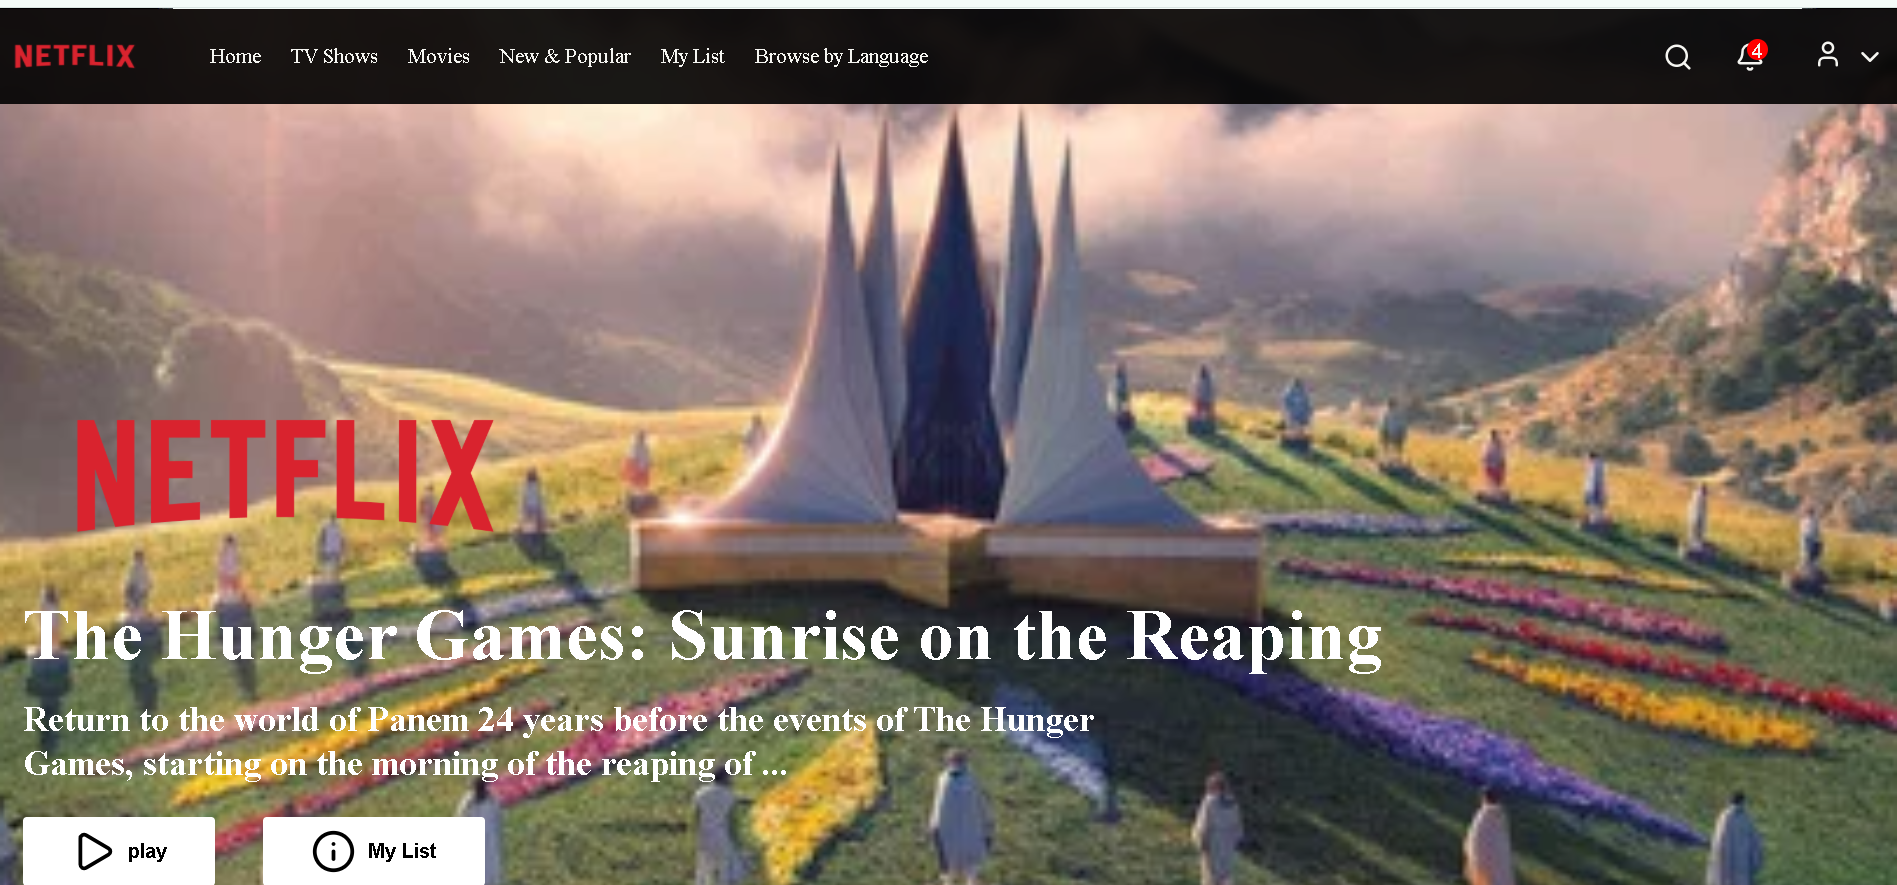 NETFLIX
Home TV Shows Movies New & Popular My List Browse by Language
4
NETFLIX
The Hunger Games: Sunrise on the Reaping
Return to the world of Panem 24 years before the events of The Hunger
Games, starting on the morning of the reaping of ...
play
My List